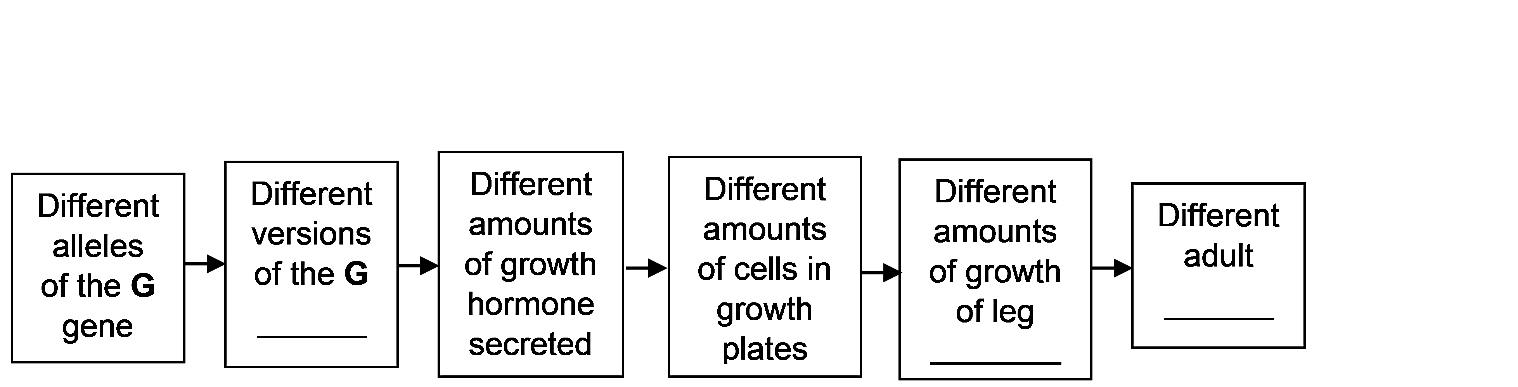 Different
alleles
of the G
gene
Different
versions
of the G
Different
amounts
of growth
hormone
secreted
Different
amounts
of cells in
growth
plates
Different
amounts
of growth
of leg
Different
adult